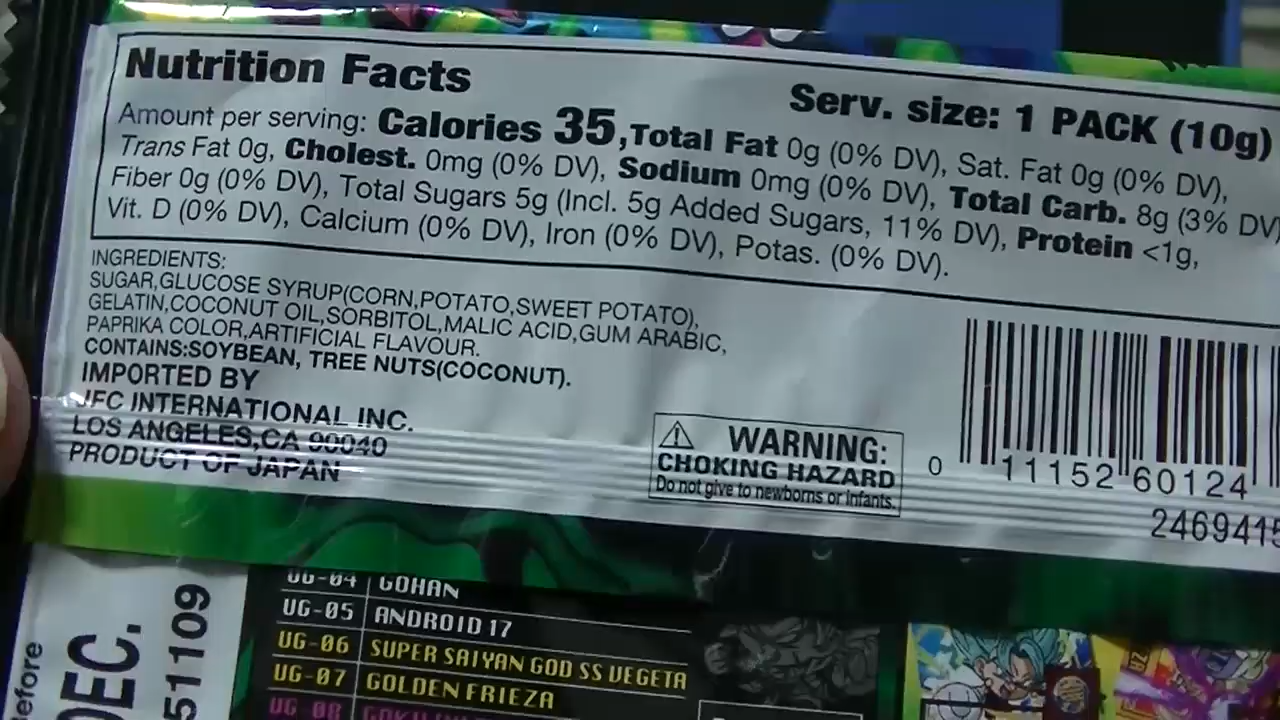 Nutrition Facts
Serv. size: 1 PACK (10g)
Amount per serving: Calories 35, Total Fat 0g (0% DV), Sat. Fat 0g (0% DV),
Trans Fat 0g, Cholest. 0mg (0% DV), Sodium 0mg (0% DV), Total Carb. 8g (3% DV)
Fiber 0g (0% DV), Total Sugars 5g (Incl. 5g Added Sugars, 11% DV), Protein <1g,
Vit. D (0% DV), Calcium (0% DV), Iron (0% DV), Potas. (0% DV).
INGREDIENTS:
SUGAR,GLUCOSE SYRUP(CORN,POTATO,SWEET POTATO),
GELATIN,COCONUT OIL,SORBITOL,MALIC ACID,GUM ARABIC,
PAPRIKA COLOR,ARTIFICIAL FLAVOUR.
CONTAINS:SOYBEAN, TREE NUTS(COCONUT).
IMPORTED BY
JFC INTERNATIONAL INC.
LOS ANGELES,CA 90040
PRODUCT OF JAPAN
WARNING:
CHOKING HAZARD
Do not give to newborns or infants.
0 11152 60124
2469415
UG-04 GOHAN
UG-05 ANDROID 17
UG-06 SUPER SAIYAN GOD SS VEGETA
UG-07 GOLDEN FRIEZA
UG-08
before
DEC.
51109